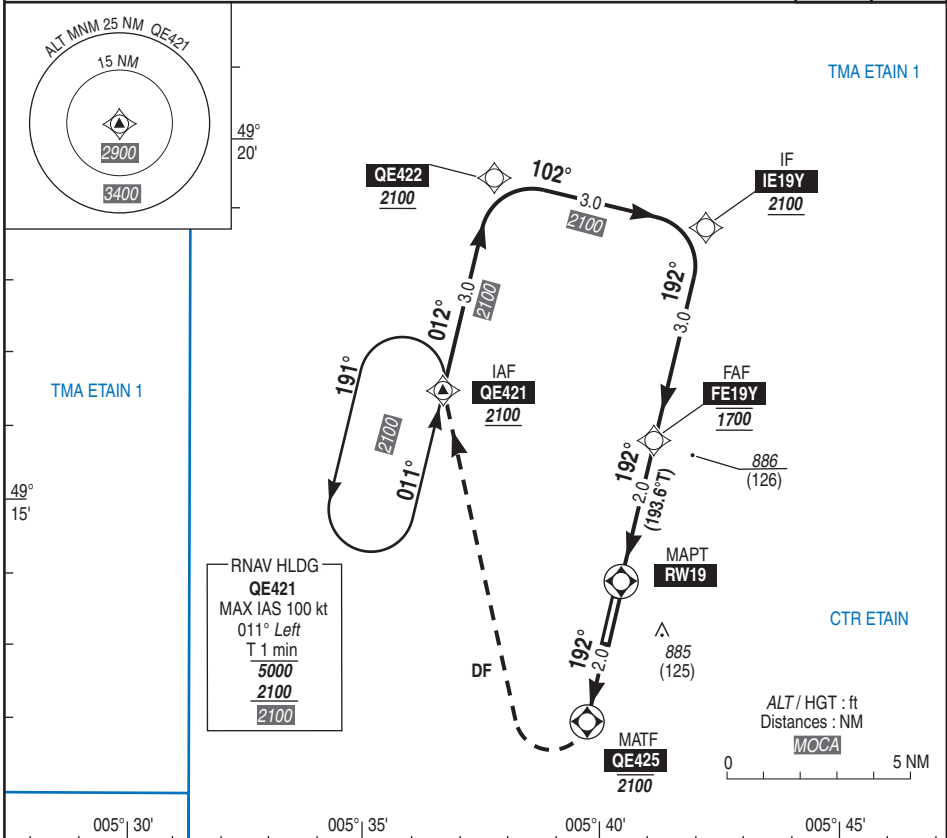 ALT MNM 25 NM QE421
15 NM
2900
3400
49°
20'
TMA ETAIN 1
QE422
2100
102°
3.0
2100
IF
IE19Y
2100
012°
3.0
2100
192°
3.0
TMA ETAIN 1
191°
2100
011°
IAF
QE421
2100
FAF
FE19Y
1700
192°
2.0
(193.6°T)
886
(126)
49°
15'
RNAV HLDG
QE421
MAX IAS 100 kt
011° Left
T 1 min
5000
2100
2100
MAPT
RW19
CTR ETAIN
885
(125)
192°
2.0
DF
MATF
QE425
2100
ALT / HGT : ft
Distances : NM
MOCA
0 5 NM
005° 30' 005° 35' 005° 40' 005° 45'